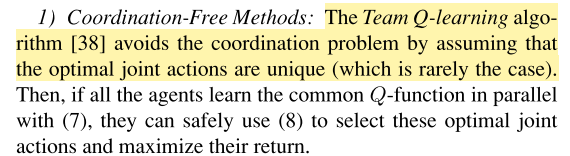 1) Coordination-Free Methods: The Team Q-learning algo-
rithm [38] avoids the coordination problem by assuming that
the optimal joint actions are unique (which is rarely the case).
Then, if all the agents learn the common Q-function in parallel
with (7), they can safely use (8) to select these optimal joint
actions and maximize their return.